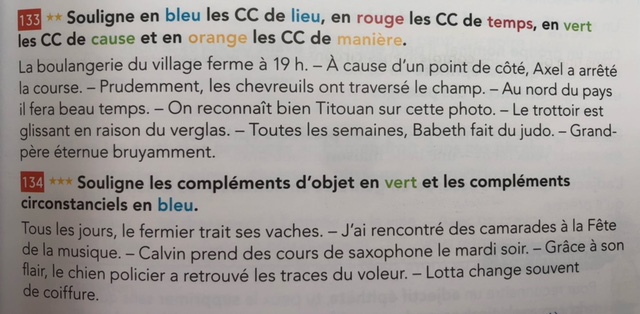 133 ** Souligne en bleu les CC de lieu, en rouge les CC de temps, en vert
les CC de cause et en orange les CC de manière.
La boulangerie du village ferme à 19 h. – À cause d'un point de côté, Axel a arrêté
la course. – Prudemment, les chevreuils ont traversé le champ. – Au nord du pays
il fera beau temps. – On reconnaît bien Titouan sur cette photo. – Le trottoir est
glissant en raison du verglas. – Toutes les semaines, Babeth fait du judo. – Grand-
père éternue bruyamment.
134 *** Souligne les compléments d'objet en vert et les compléments
circonstanciels en bleu.
Tous les jours, le fermier trait ses vaches. – J'ai rencontré des camarades à la Fête
de la musique. – Calvin prend des cours de saxophone le mardi soir. – Grâce à son
flair, le chien policier a retrouvé les traces du voleur. – Lotta change souvent
de coiffure.